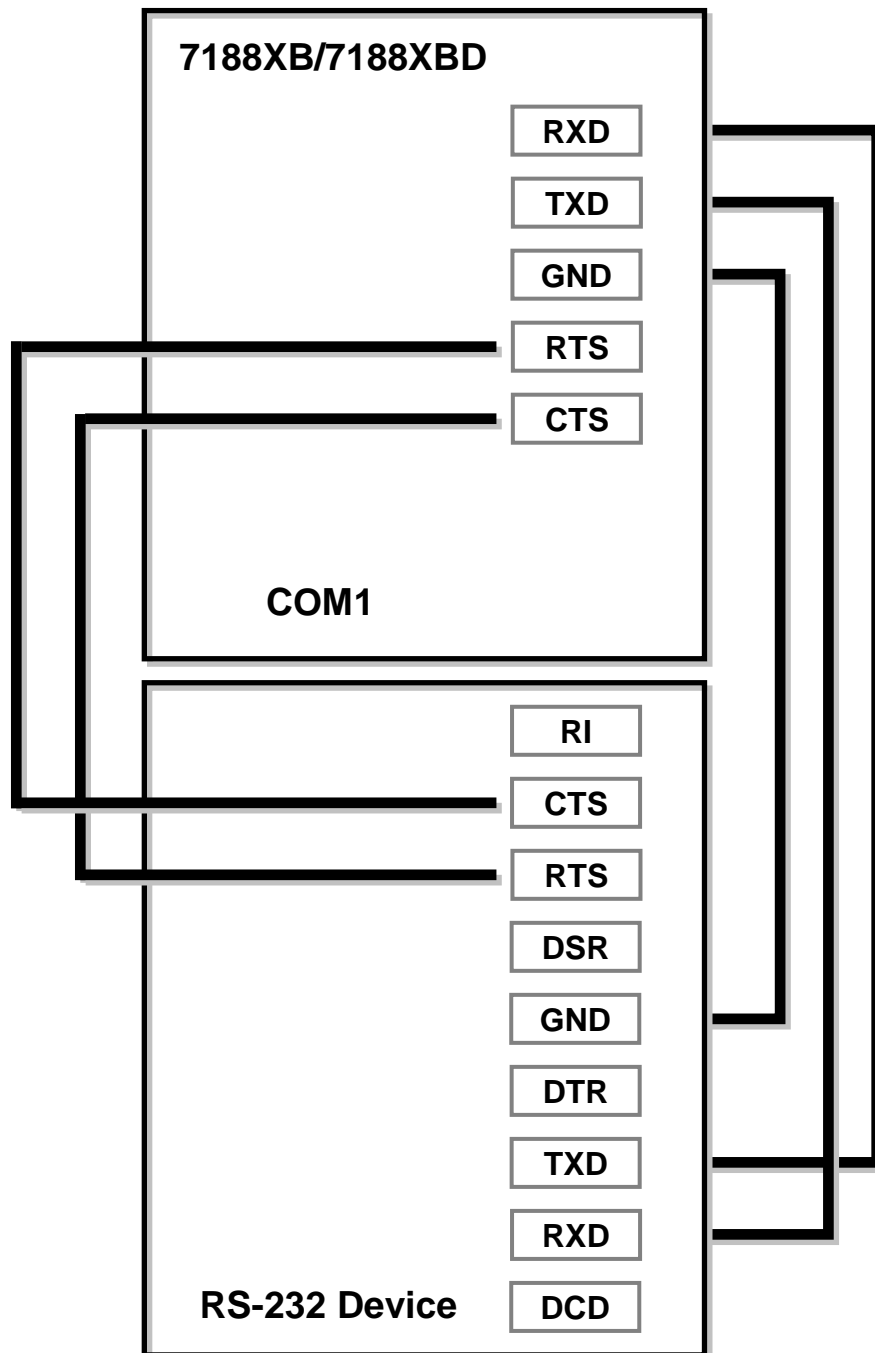 7188XB/7188XBD
RXD
TXD
GND
RTS
CTS
COM1
RI
CTS
RTS
DSR
GND
DTR
TXD
RXD
RS-232 Device
DCD